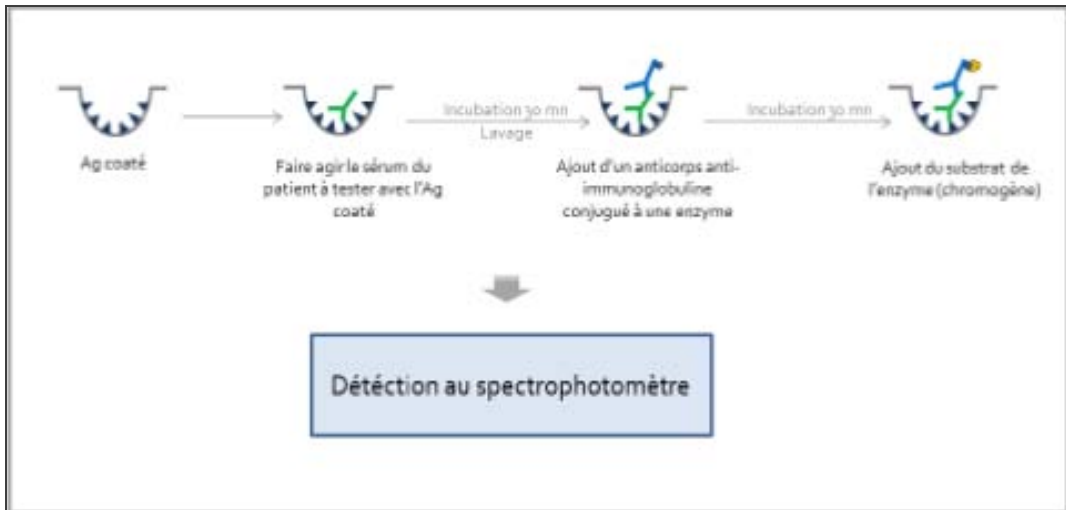 Incubation 30 mn
Lavage
Incubation 30 mn
Ag coaté
Faire agir le sérum du
patient à tester avec l'Ag
coaté
Ajout d'un anticorps anti-
immunoglobuline
conjugué à une enzyme
Ajout du substrat de
l'enzyme (chromogène)
Détéction au spectrophotomètre